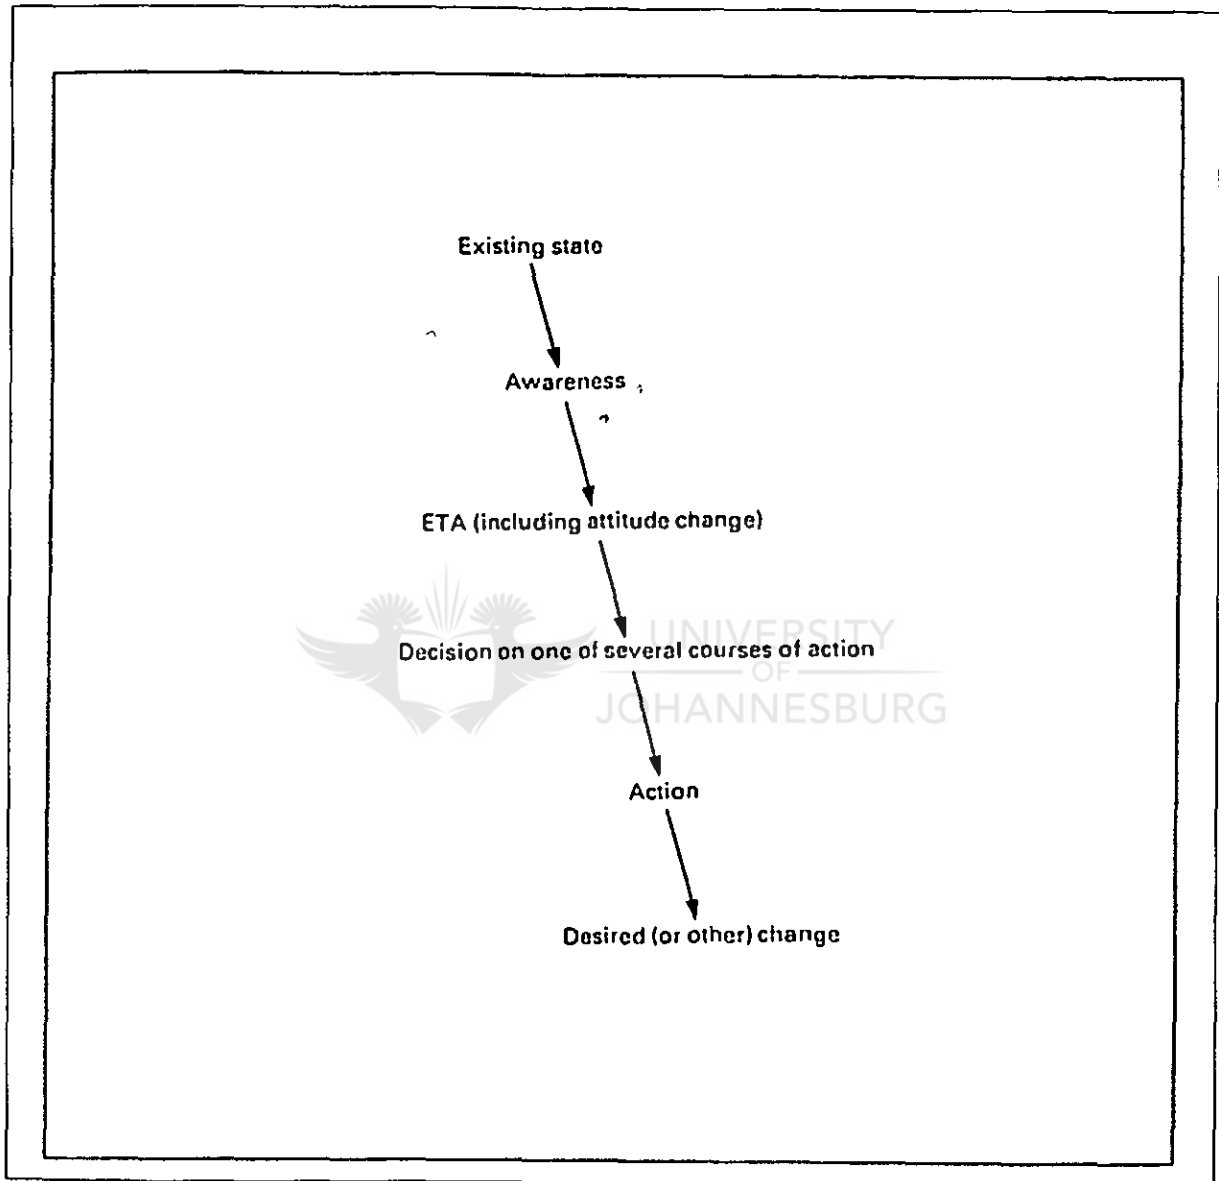 Existing state
Awareness
ETA (including attitude change)
Decision on one of several courses of action
UNIVERSITY
OF
JOHANNESBURG
Action
Desired (or other) change